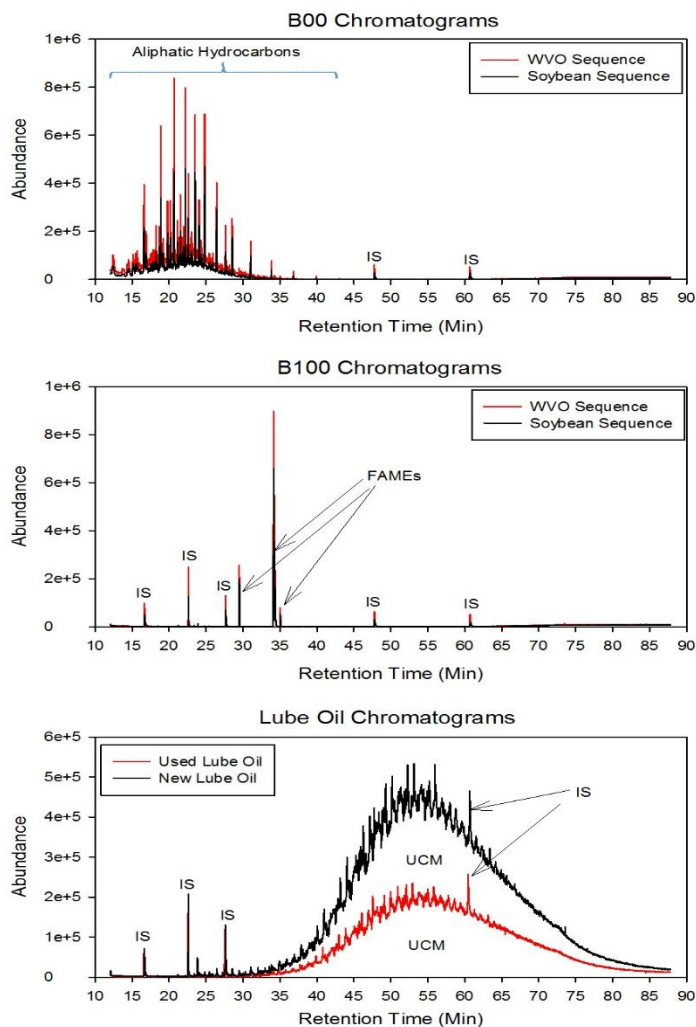 B00 Chromatograms
1e+6
8e+5
6e+5
4e+5
2e+5
0
Abundance
Aliphatic Hydrocarbons
WVO Sequence
Soybean Sequence
IS
IS
10 15 20 25 30 35 40 45 50 55 60 65 70 75 80 85 90
Retention Time (Min)
B100 Chromatograms
1e+6
8e+5
6e+5
4e+5
2e+5
0
Abundance
WVO Sequence
Soybean Sequence
FAMEs
IS
IS
IS
IS
IS
10 15 20 25 30 35 40 45 50 55 60 65 70 75 80 85 90
Retention Time (Min)
Lube Oil Chromatograms
6e+5
5e+5
4e+5
3e+5
2e+5
1e+5
0
Abundance
Used Lube Oil
New Lube Oil
IS
UCM
IS
IS
IS
UCM
10 15 20 25 30 35 40 45 50 55 60 65 70 75 80 85 90
Retention Time (Min)